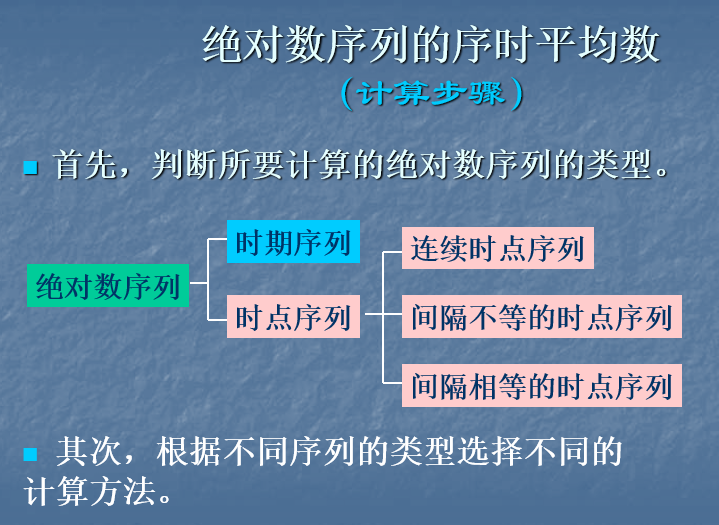 绝对数序列的序时平均数
(计算步骤)
首先，判断所要计算的绝对数序列的类型。
时期序列
连续时点序列
绝对数序列
时点序列
间隔不等的时点序列
间隔相等的时点序列
其次，根据不同序列的类型选择不同的
计算方法。